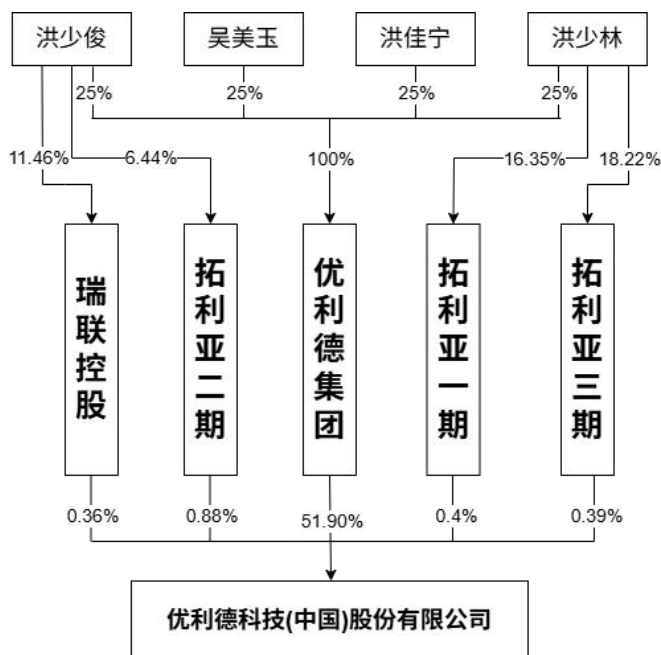 洪少俊
吴美玉
洪佳宁
洪少林
25%
25%
25%
25%
11.46%
6.44%
100%
16.35%
18.22%
瑞联控股
拓利亚二期
优利德集团
拓利亚一期
拓利亚三期
0.36%
0.88%
51.90%
0.4%
0.39%
优利德科技(中国)股份有限公司